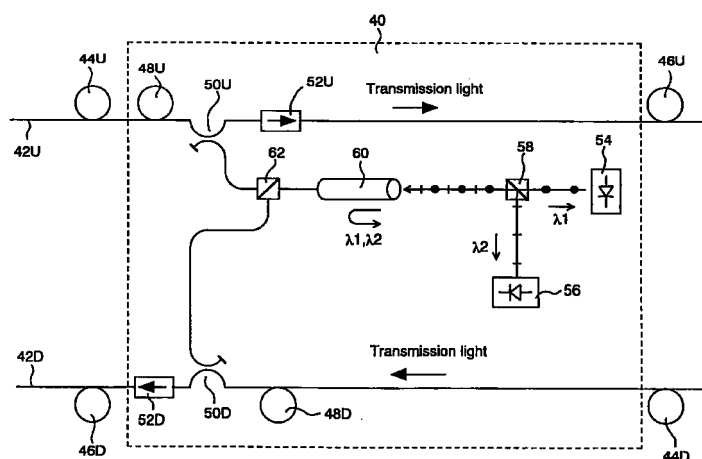 40
44U
48U
50U
52U
Transmission light
46U
42U
62
60
58
54
λ1
λ1,λ2
λ2
56
Transmission light
42D
52D
46D
50D
48D
44D